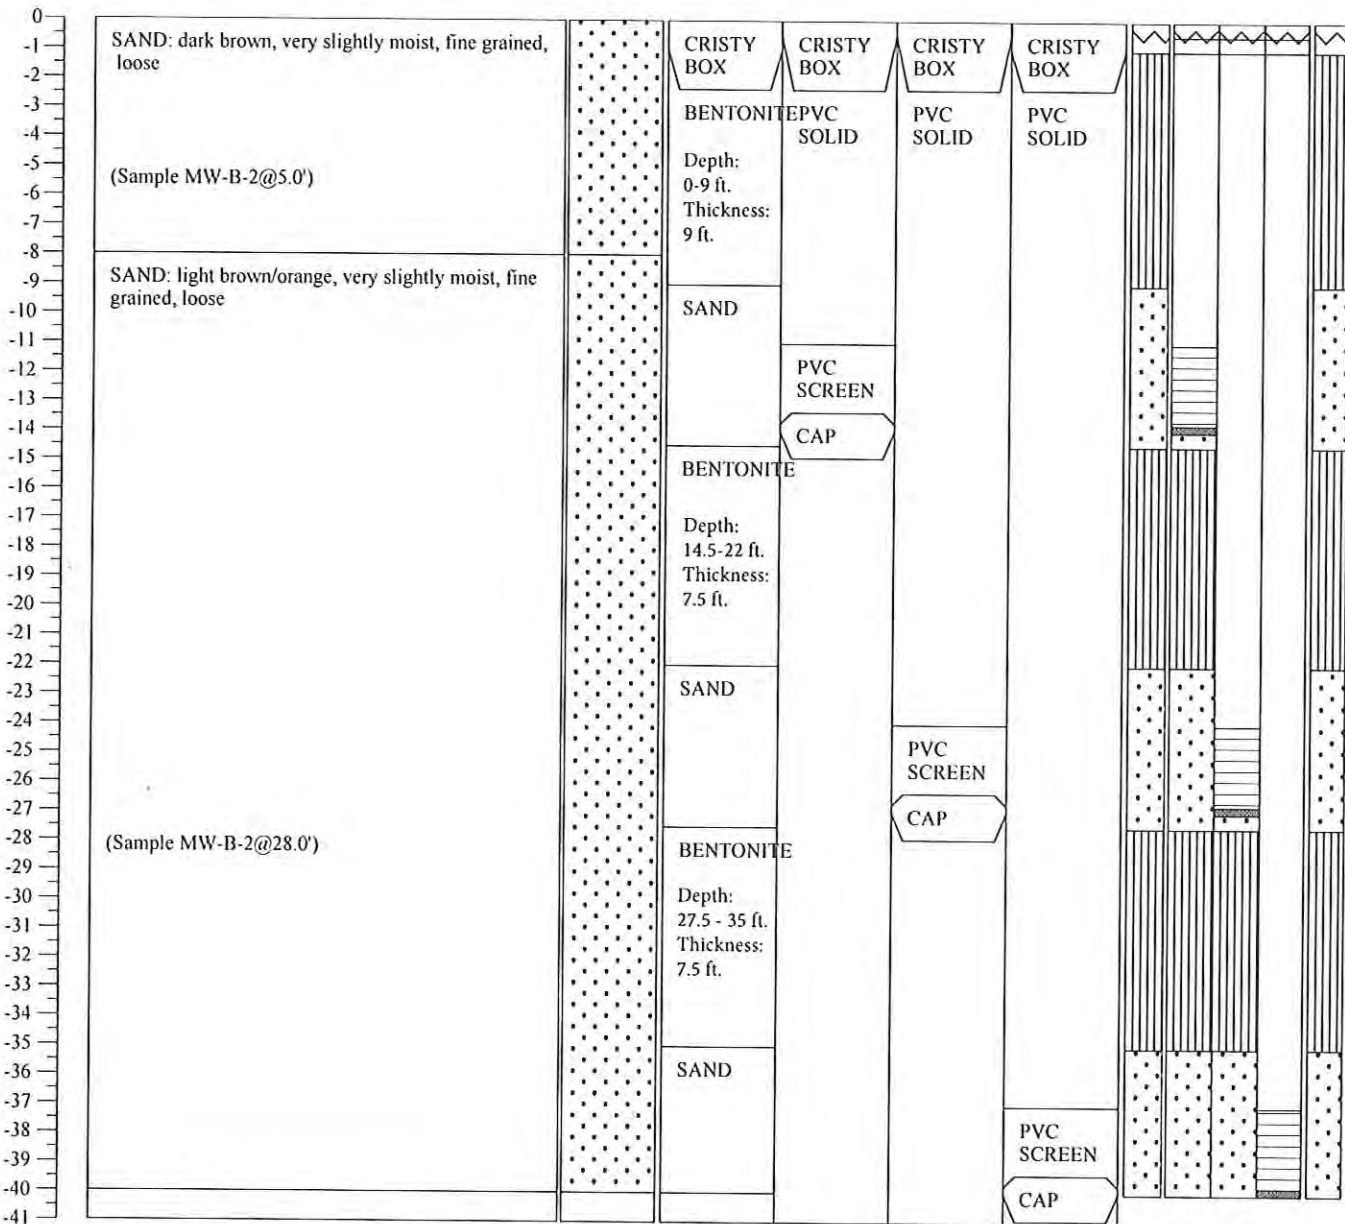 0
-1
-2
-3
-4
-5
-6
-7
-8
-9
-10
-11
-12
-13
-14
-15
-16
-17
-18
-19
-20
-21
-22
-23
-24
-25
-26
-27
-28
-29
-30
-31
-32
-33
-34
-35
-36
-37
-38
-39
-40
-41
SAND: dark brown, very slightly moist, fine grained,
loose
(Sample MW-B-2@5.0')
SAND: light brown/orange, very slightly moist, fine
grained, loose
(Sample MW-B-2@28.0')
CRISTY
BOX
BENTONITE
Depth:
0-9 ft.
Thickness:
9 ft.
SAND
BENTONITE
Depth:
14.5-22 ft.
Thickness:
7.5 ft.
SAND
BENTONITE
Depth:
27.5 - 35 ft.
Thickness:
7.5 ft.
SAND
CRISTY
BOX
PVC
SOLID
PVC
SCREEN
CAP
CRISTY
BOX
PVC
SOLID
PVC
SCREEN
CAP
CRISTY
BOX
PVC
SOLID
PVC
SCREEN
CAP